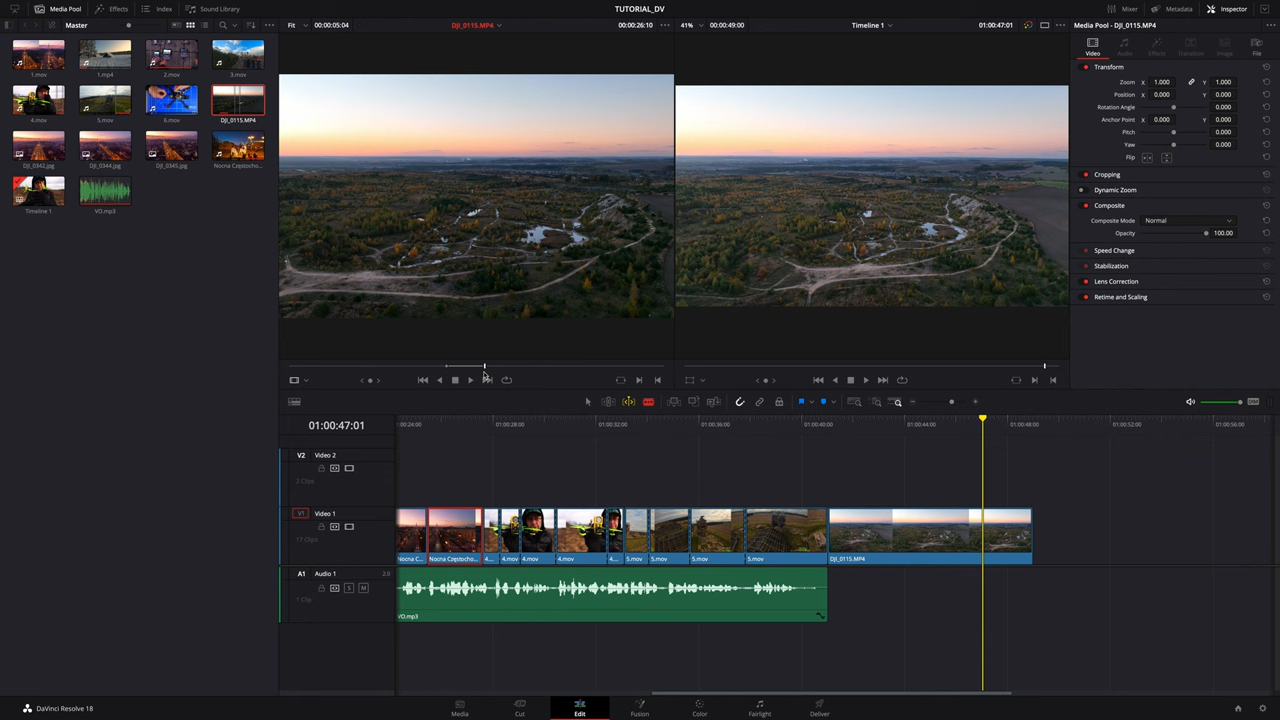 Media Pool Effects Index Sound Library TUTORIAL_DV Mixer Metadata Inspector
Master Fit 00:00:05:04 DJI_0115.MP4 00:00:26:10 41% 00:00:49:00 Timeline 1 01:00:47:01 Media Pool - DJI_0115.MP4
1.mov 1.mp4 2.mov 3.mov
4.mov 5.mov 6.mov DJI_0115.MP4
DJI_0342.jpg DJI_0344.jpg DJI_0345.jpg Nocna Częstocho...
Timeline 1 VO.mp3
Video Audio Effects Transition Image File
Transform
Zoom X 1.000 Y 1.000
Position X 0.000 Y 0.000
Rotation Angle 0.000
Anchor Point X 0.000 Y 0.000
Pitch 0.000
Yaw 0.000
Flip
Cropping
Dynamic Zoom
Composite
Composite Mode Normal
Opacity 100.00
Speed Change
Stabilization
Lens Correction
Retime and Scaling
DIM
01:00:47:01 :00:24:00 01:00:28:00 01:00:32:00 01:00:36:00 01:00:40:00 01:00:44:00 01:00:48:00 01:00:52:00 01:00:56:00
V2 Video 2
2 Clips
V1 Video 1
17 Clips
Nocna C... Nocna Częstocho... 4... 4.mov 4.mov 4.mov 4... 5.mov 5.mov 5.mov 5.mov DJI_0115.MP4
A1 Audio 1 2.0
S M
1 Clip
VO.mp3
DaVinci Resolve 18 Media Cut Edit Fusion Color Fairlight Deliver